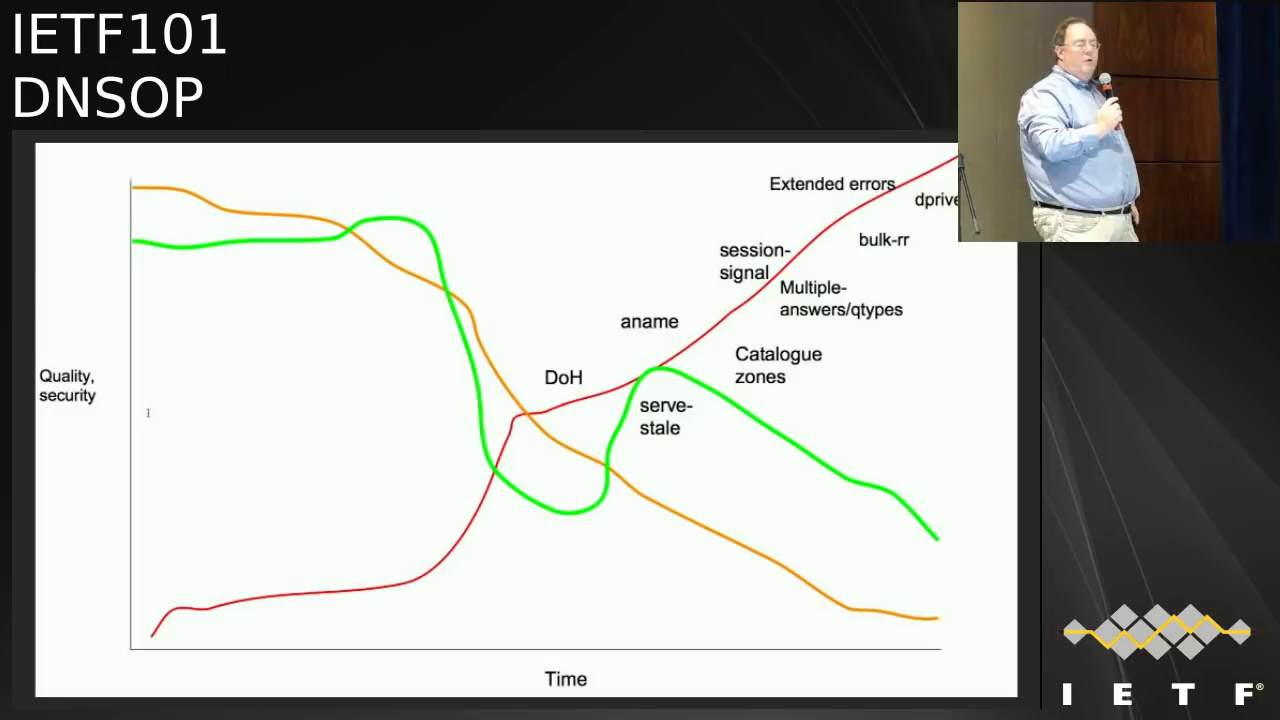 IETF101
DNSOP
Extended errors
dprive
bulk-rr
session-
signal
Multiple-
answers/qtypes
aname
Catalogue
zones
DoH
Quality,
security
serve-
stale
Time
I E T F®